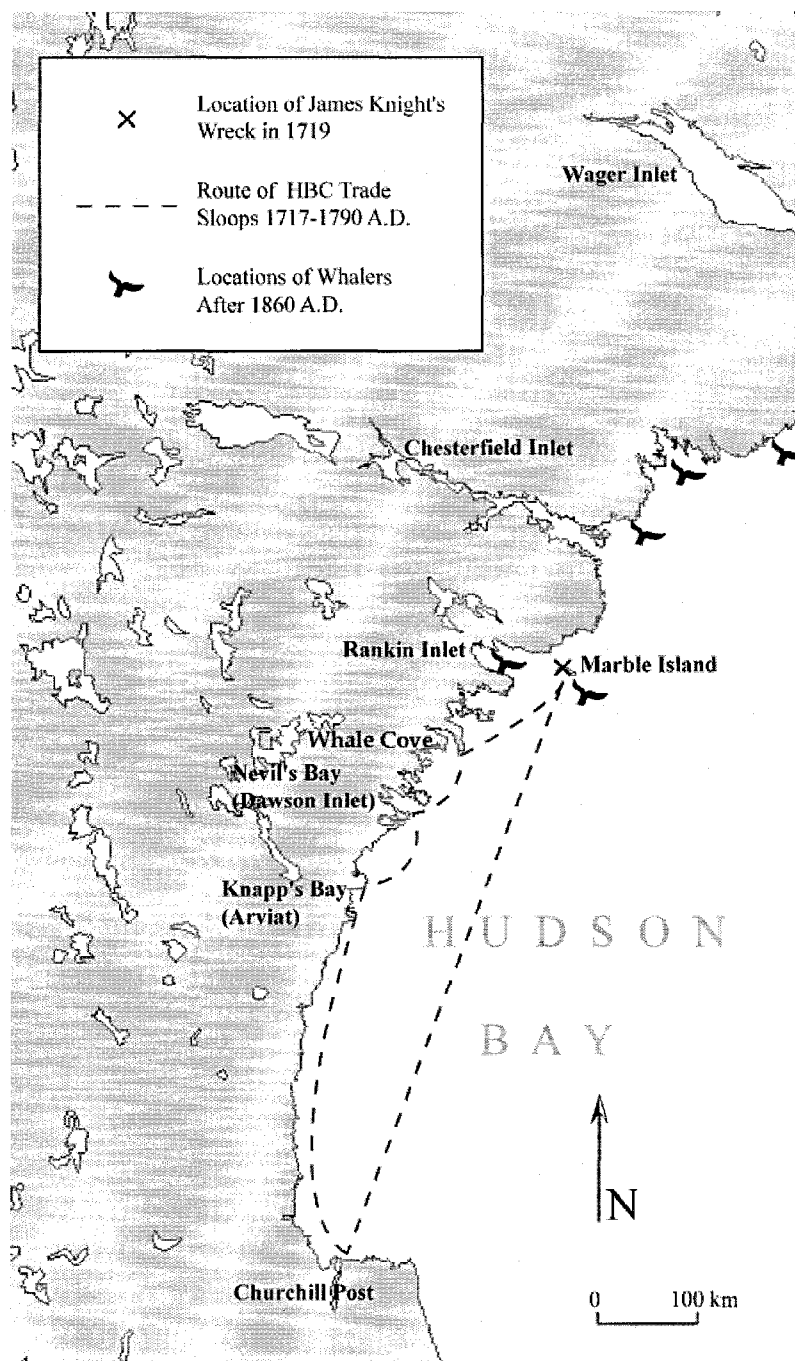 Location of James Knight's
Wreck in 1719
Route of HBC Trade
Sloops 1717-1790 A.D.
Locations of Whalers
After 1860 A.D.
Wager Inlet
Chesterfield Inlet
Rankin Inlet
Marble Island
Whale Cove
Nevil's Bay
(Dawson Inlet)
Knapp's Bay
(Arviat)
HUDSON
BAY
N
Churchill Post
0 100 km